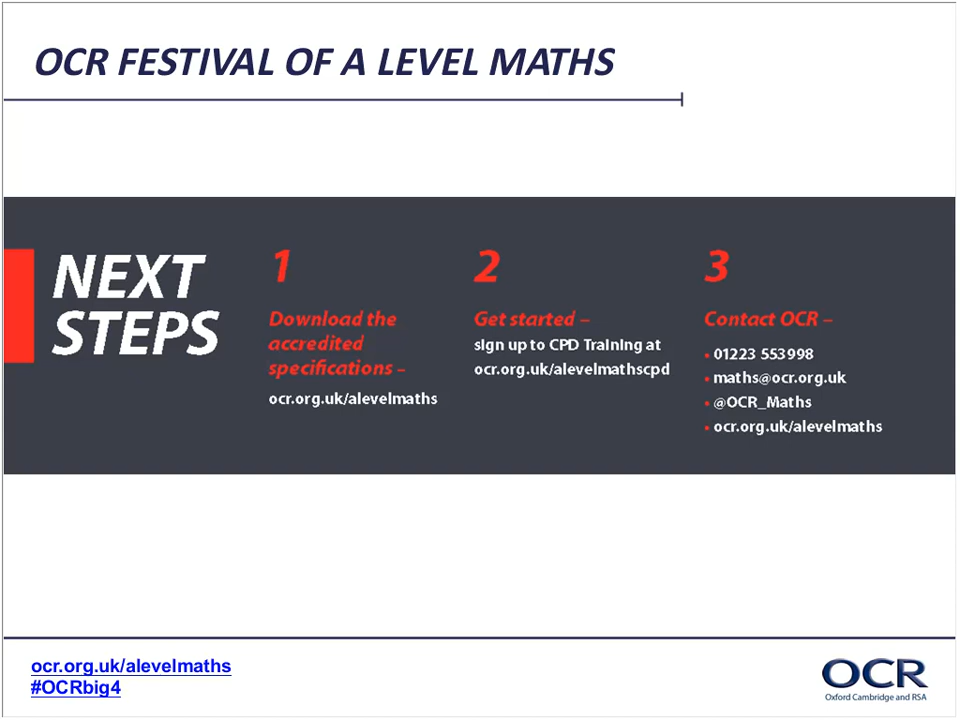 OCR FESTIVAL OF A LEVEL MATHS
NEXT
STEPS
1
Download the
accredited
specifications –
ocr.org.uk/alevelmaths
2
Get started –
sign up to CPD Training at
ocr.org.uk/alevelmathscpd
3
Contact OCR –
• 01223 553998
• maths@ocr.org.uk
• @OCR_Maths
• ocr.org.uk/alevelmaths
ocr.org.uk/alevelmaths
#OCRbig4
OCR
Oxford Cambridge and RSA